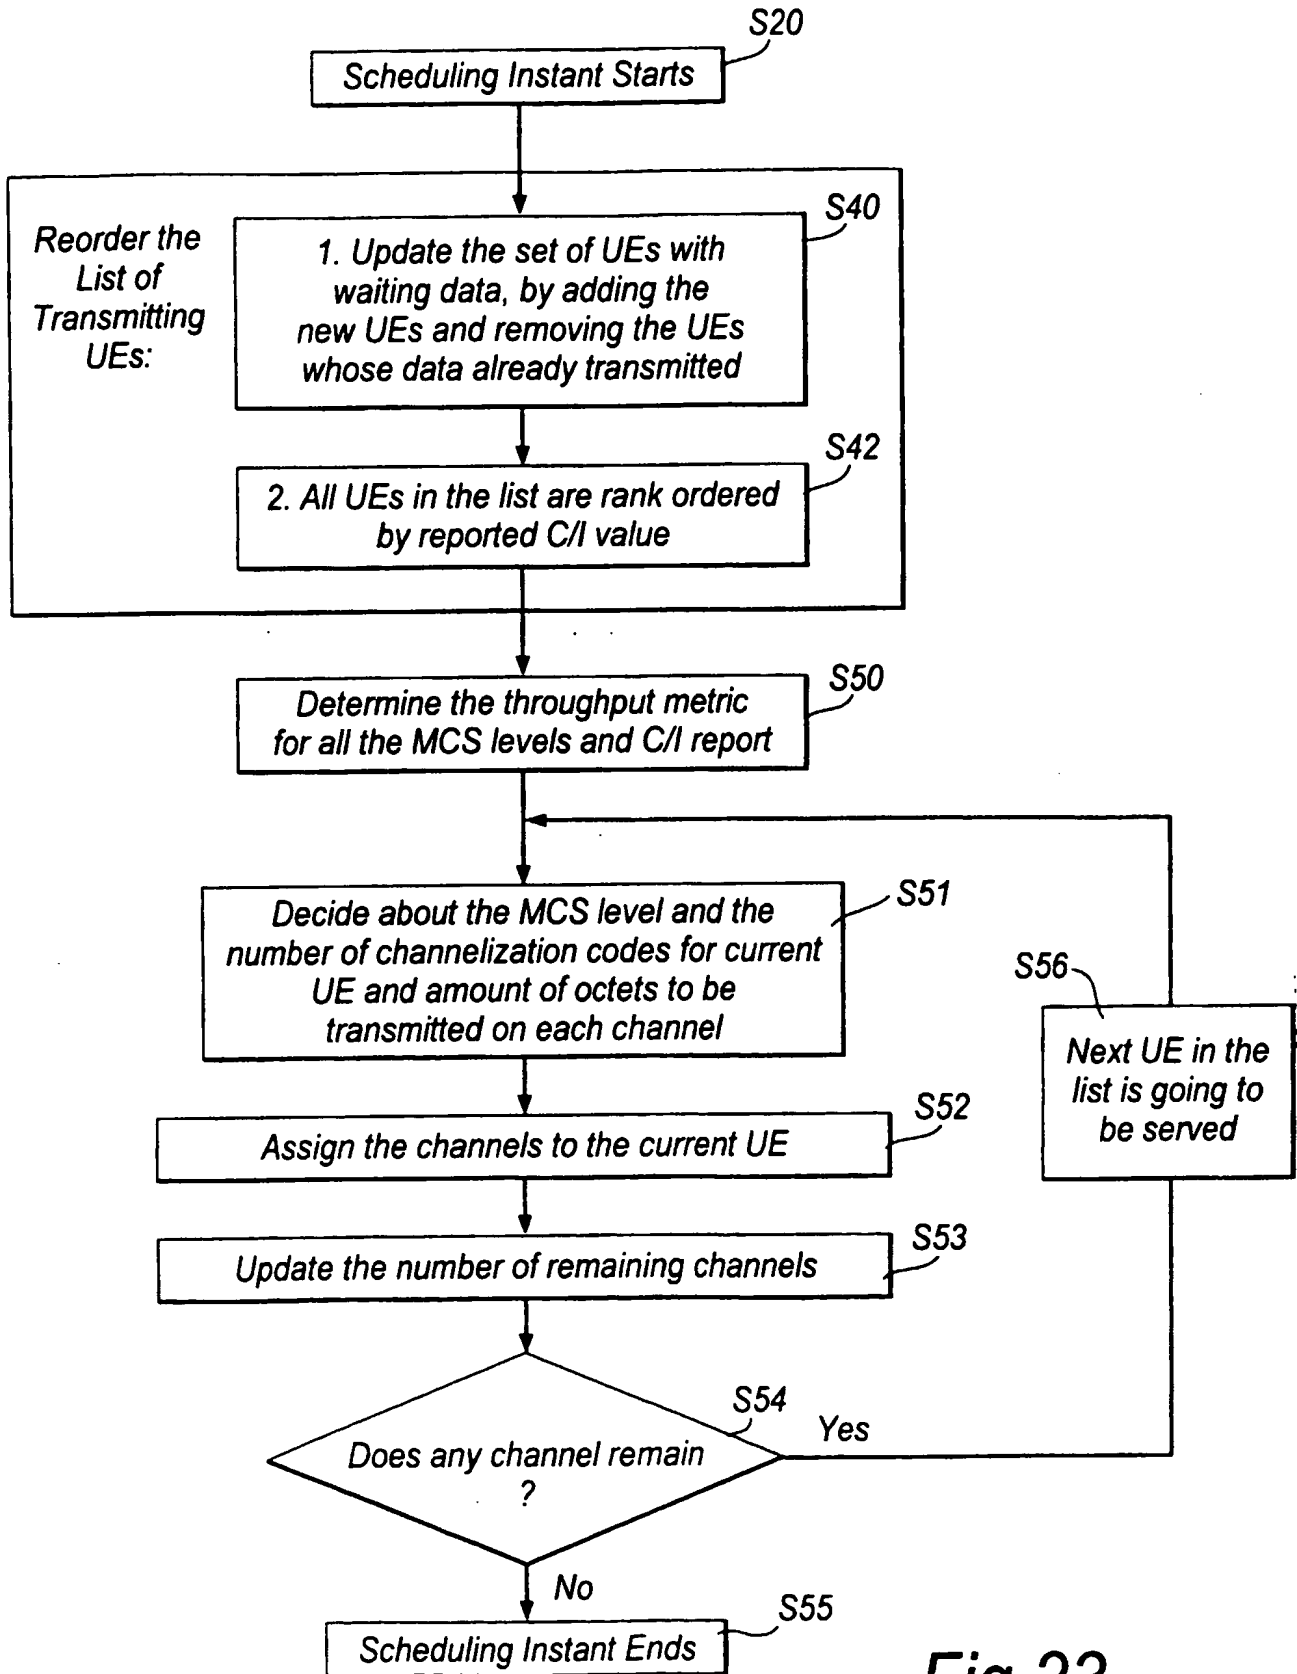 S20
Scheduling Instant Starts
S40
Reorder the
List of
Transmitting
UEs:
1. Update the set of UEs with
waiting data, by adding the
new UEs and removing the UEs
whose data already transmitted
S42
2. All UEs in the list are rank ordered
by reported C/I value
S50
Determine the throughput metric
for all the MCS levels and C/I report
S51
Decide about the MCS level and the
number of channelization codes for current
UE and amount of octets to be
transmitted on each channel
S56
Next UE in the
list is going to
be served
S52
Assign the channels to the current UE
S53
Update the number of remaining channels
S54
Does any channel remain
?
Yes
No
S55
Scheduling Instant Ends